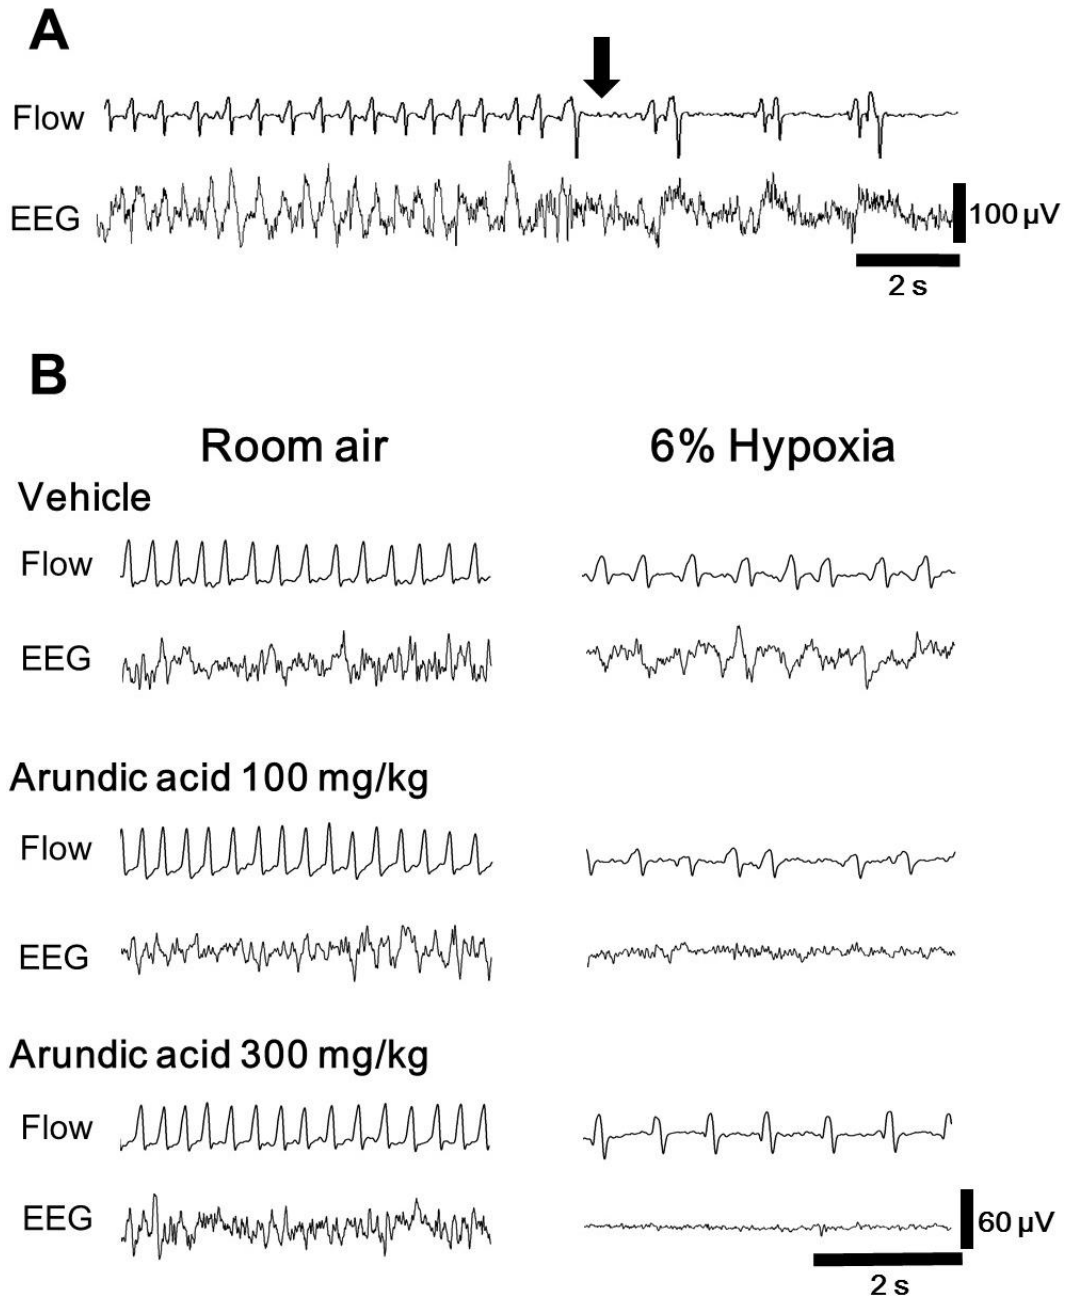 A
Flow
EEG
100 μV
2 s
B
Room air 6% Hypoxia
Vehicle
Flow
EEG
Arundic acid 100 mg/kg
Flow
EEG
Arundic acid 300 mg/kg
Flow
EEG
60 μV
2 s